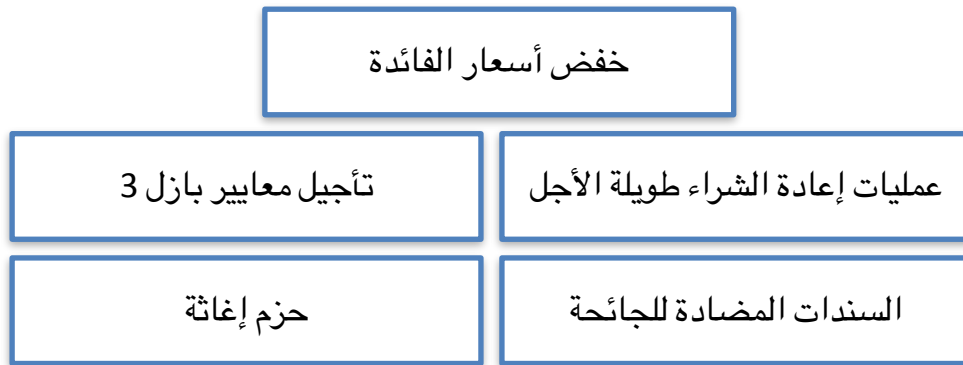 خفض أسعار الفائدة
عمليات إعادة الشراء طويلة الأجل
تأجيل معايير بازل 3
السندات المضادة للجائحة
حزم إغاثة